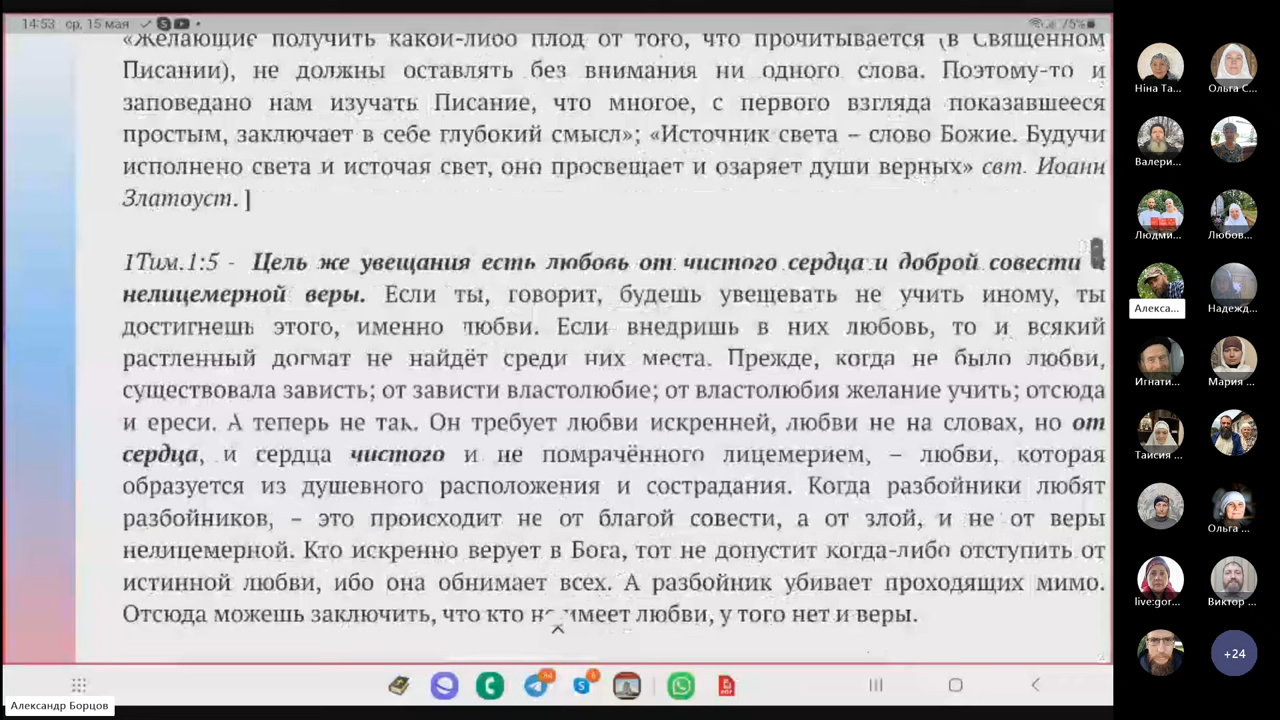 14:53 ср, 15 мая
75%
«Желающие получить какой-либо плод от того, что прочитывается (в Священном
Писании), не должны оставлять без внимания ни одного слова. Поэтому-то и
заповедано нам изучать Писание, что многое, с первого взгляда показавшееся
простым, заключает в себе глубокий смысл»; «Источник света – слово Божие. Будучи
исполнено света и источая свет, оно просвещает и озаряет души верных» свт. Иоанн
Златоуст. ]
1Тим.1:5 - Цель же увещания есть любовь от чистого сердца и доброй совести
нелицемерной веры. Если ты, говорит, будешь увещевать не учить иному, ты
достигнешь этого, именно любви. Если внедришь в них любовь, то и всякий
растленный догмат не найдёт среди них места. Прежде, когда не было любви,
существовала зависть; от зависти властолюбие; от властолюбия желание учить; отсюда
и ереси. А теперь не так. Он требует любви искренней, любви не на словах, но от
сердца, и сердца чистого и не помрачённого лицемерием, – любви, которая
образуется из душевного расположения и сострадания. Когда разбойники любят
разбойников, – это происходит не от благой совести, а от злой, и не от веры
нелицемерной. Кто искренно верует в Бога, тот не допустит когда-либо отступить от
истинной любви, ибо она обнимает всех. А разбойник убивает проходящих мимо.
Отсюда можешь заключить, что кто не имеет любви, у того нет и веры.
Александр Борцов
Ніна Та... Ольга С...
Валери...
Людми... Любов...
Алекса... Надежд...
Игнати... Мария ...
Таисия ...
Ольга ...
live:gor... Виктор ...
+24